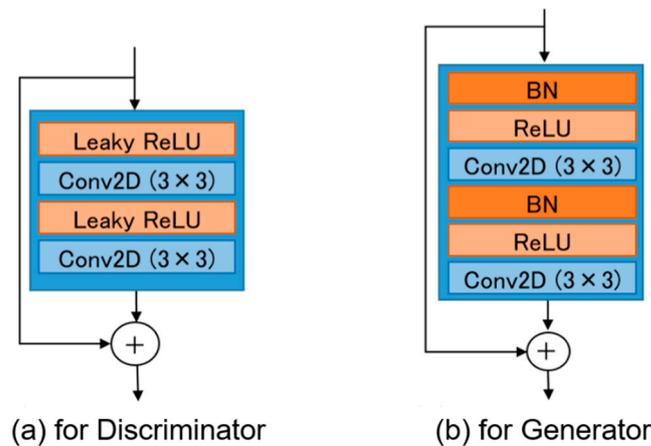 Leaky ReLU
Conv2D (3×3)
Leaky ReLU
Conv2D (3×3)
+
(a) for Discriminator
BN
ReLU
Conv2D (3×3)
BN
ReLU
Conv2D (3×3)
+
(b) for Generator